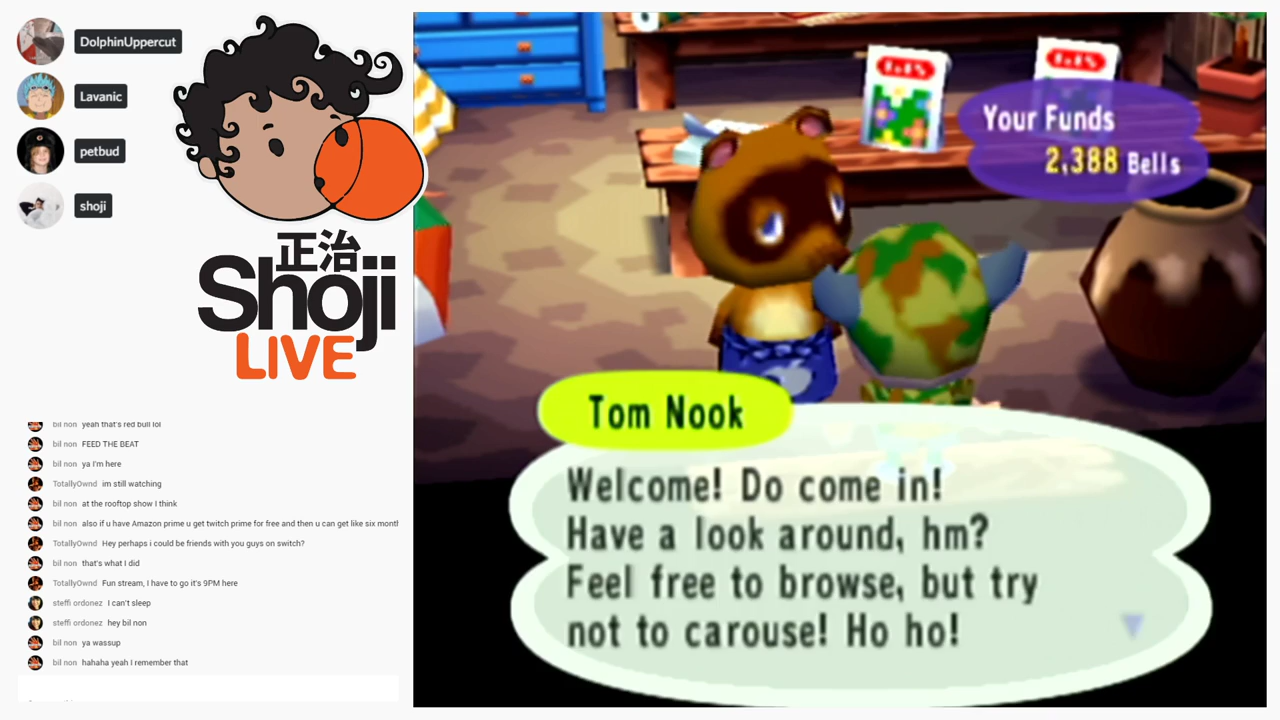 DolphinUppercut
Lavanic
petbud
shoji
正治
Shoji
LIVE
bil non yeah that's red bull lol
bil non FEED THE BEAT
bil non ya I'm here
TotallyOwnd im still watching
bil non at the rooftop show I think
bil non also if u have Amazon prime u get twitch prime for free and then u can get like six month
TotallyOwnd Hey perhaps i could be friends with you guys on switch?
bil non that's what I did
TotallyOwnd Fun stream, I have to go it's 9PM here
steffi ordonez I can't sleep
steffi ordonez hey bil non
bil non ya wassup
bil non hahaha yeah I remember that
Your Funds
2,388 Bells
Tom Nook
Welcome! Do come in!
Have a look around, hm?
Feel free to browse, but try
not to carouse! Ho ho!